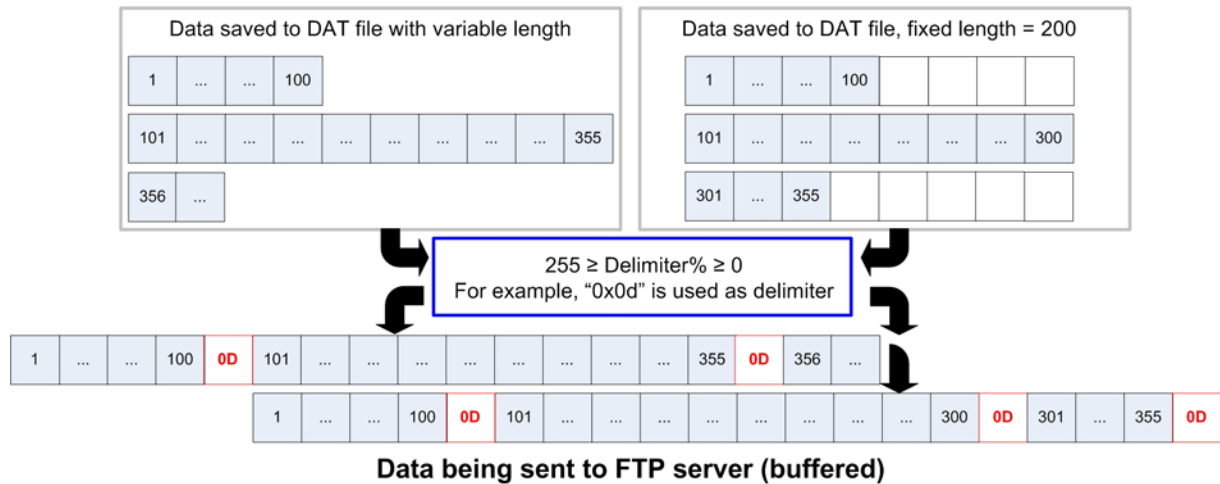 Data saved to DAT file with variable length
1 ... ... 100
101 ... ... ... ... ... ... ... ... 355
356 ...
Data saved to DAT file, fixed length = 200
1 ... ... 100
101 ... ... ... ... ... ... 300
301 ... 355
255 ≥ Delimiter% ≥ 0
For example, “0x0d” is used as delimiter
1 ... ... 100 0D 101 ... ... ... ... ... ... ... ... 355 0D 356 ...
1 ... ... 100 0D 101 ... ... ... ... ... ... ... ... 300 0D 301 ... 355 0D
Data being sent to FTP server (buffered)